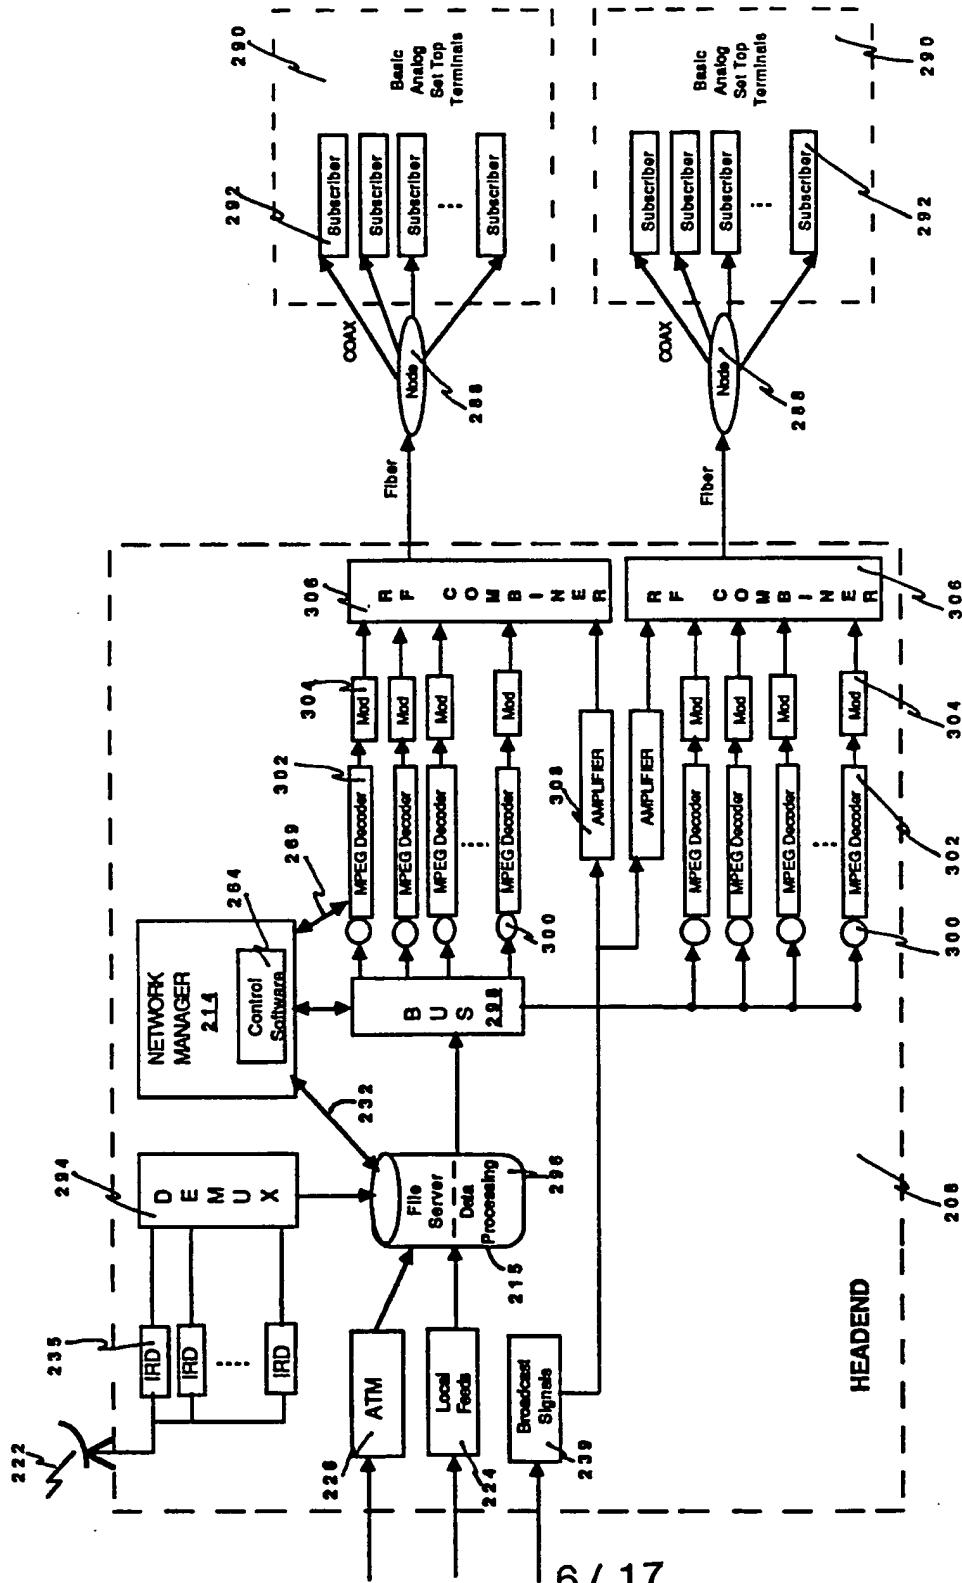 222
235
IRD
IRD
IRD
294
D E M U X
NETWORK
MANAGER
214
Control
Software
264
269
232
226
ATM
224
Local
Feeds
239
Broadcast
Signals
File
Server
Data
Processing
215
296
B U S
298
300
302
MPEG Decoder
MPEG Decoder
MPEG Decoder
MPEG Decoder
304
Mod
Mod
Mod
Mod
306
RF COMBINER
308
AMPLIFIER
AMPLIFIER
MPEG Decoder
MPEG Decoder
MPEG Decoder
MPEG Decoder
300
302
Mod
Mod
Mod
Mod
304
RF COMBINER
306
HEADEND
208
Fiber
Node
288
COAX
292
Subscriber
Subscriber
Subscriber
Subscriber
290
Basic
Analog
Set Top
Terminals
Fiber
Node
288
COAX
Subscriber
Subscriber
Subscriber
Subscriber
292
Basic
Analog
Set Top
Terminals
290
6/17